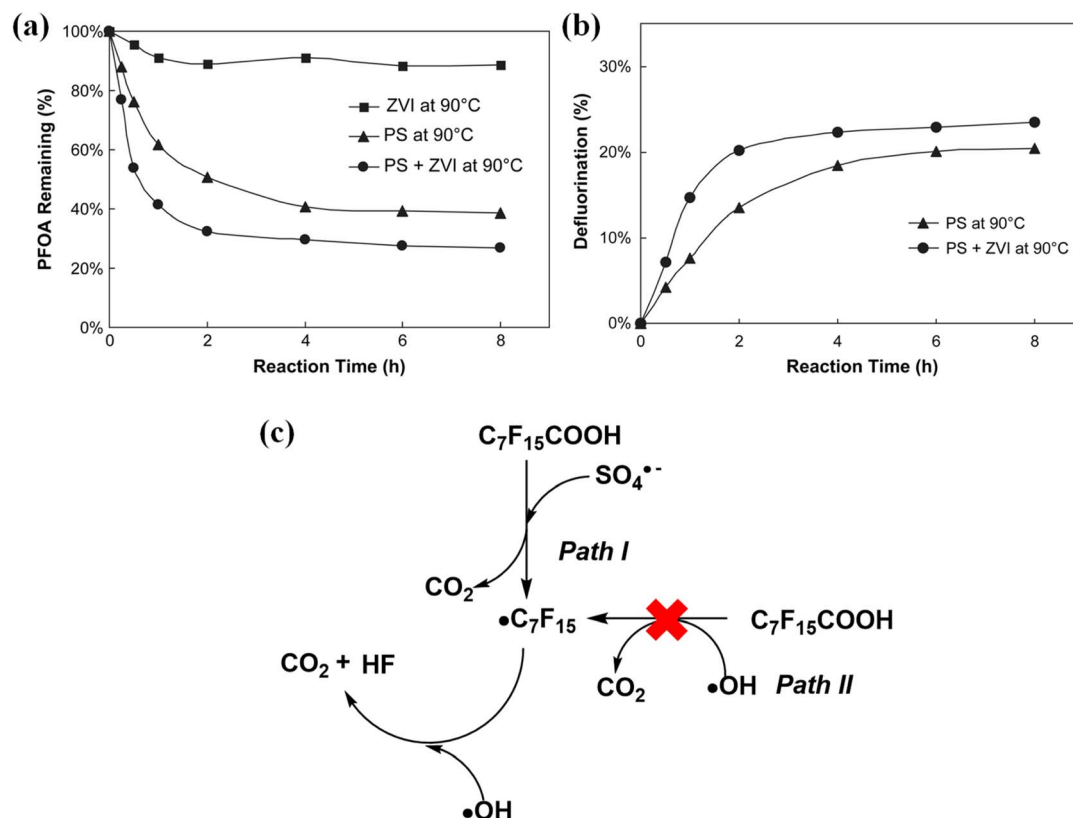 (a)
100%
80%
60%
40%
20%
0%
PFOA Remaining (%)
ZVI at 90°C
PS at 90°C
PS + ZVI at 90°C
0 2 4 6 8
Reaction Time (h)
(b)
30%
20%
10%
0%
Defluorination (%)
PS at 90°C
PS + ZVI at 90°C
0 2 4 6 8
Reaction Time (h)
(c)
C₇F₁₅COOH
SO₄•-
Path I
CO₂
•C₇F₁₅
C₇F₁₅COOH
CO₂ + HF
CO₂
•OH Path II
•OH